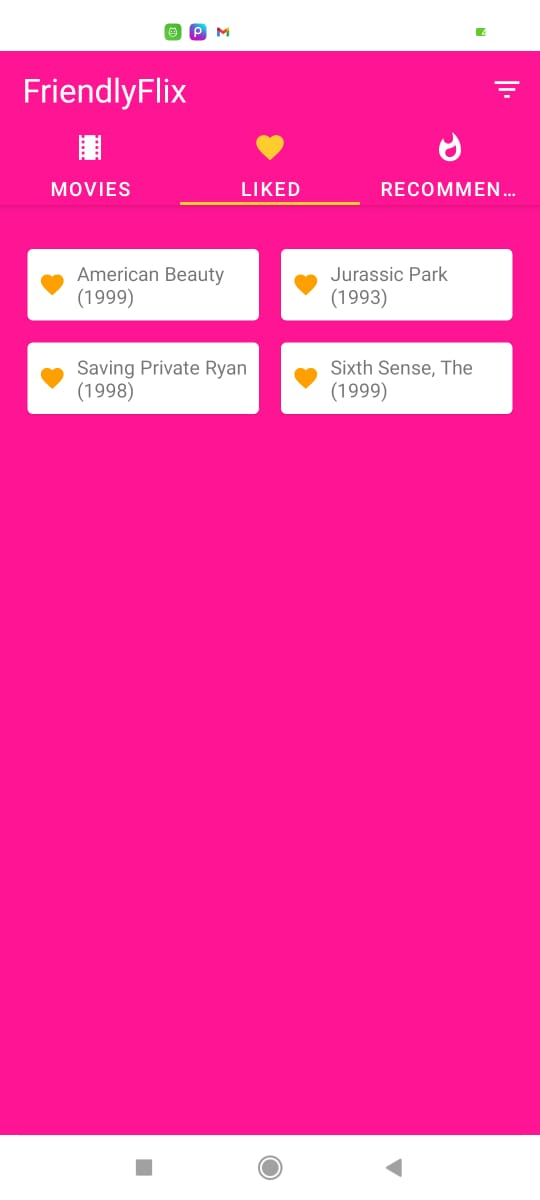 FriendlyFlix
MOVIES
LIKED
RECOMMEN...
American Beauty
(1999)
Jurassic Park
(1993)
Saving Private Ryan
(1998)
Sixth Sense, The
(1999)